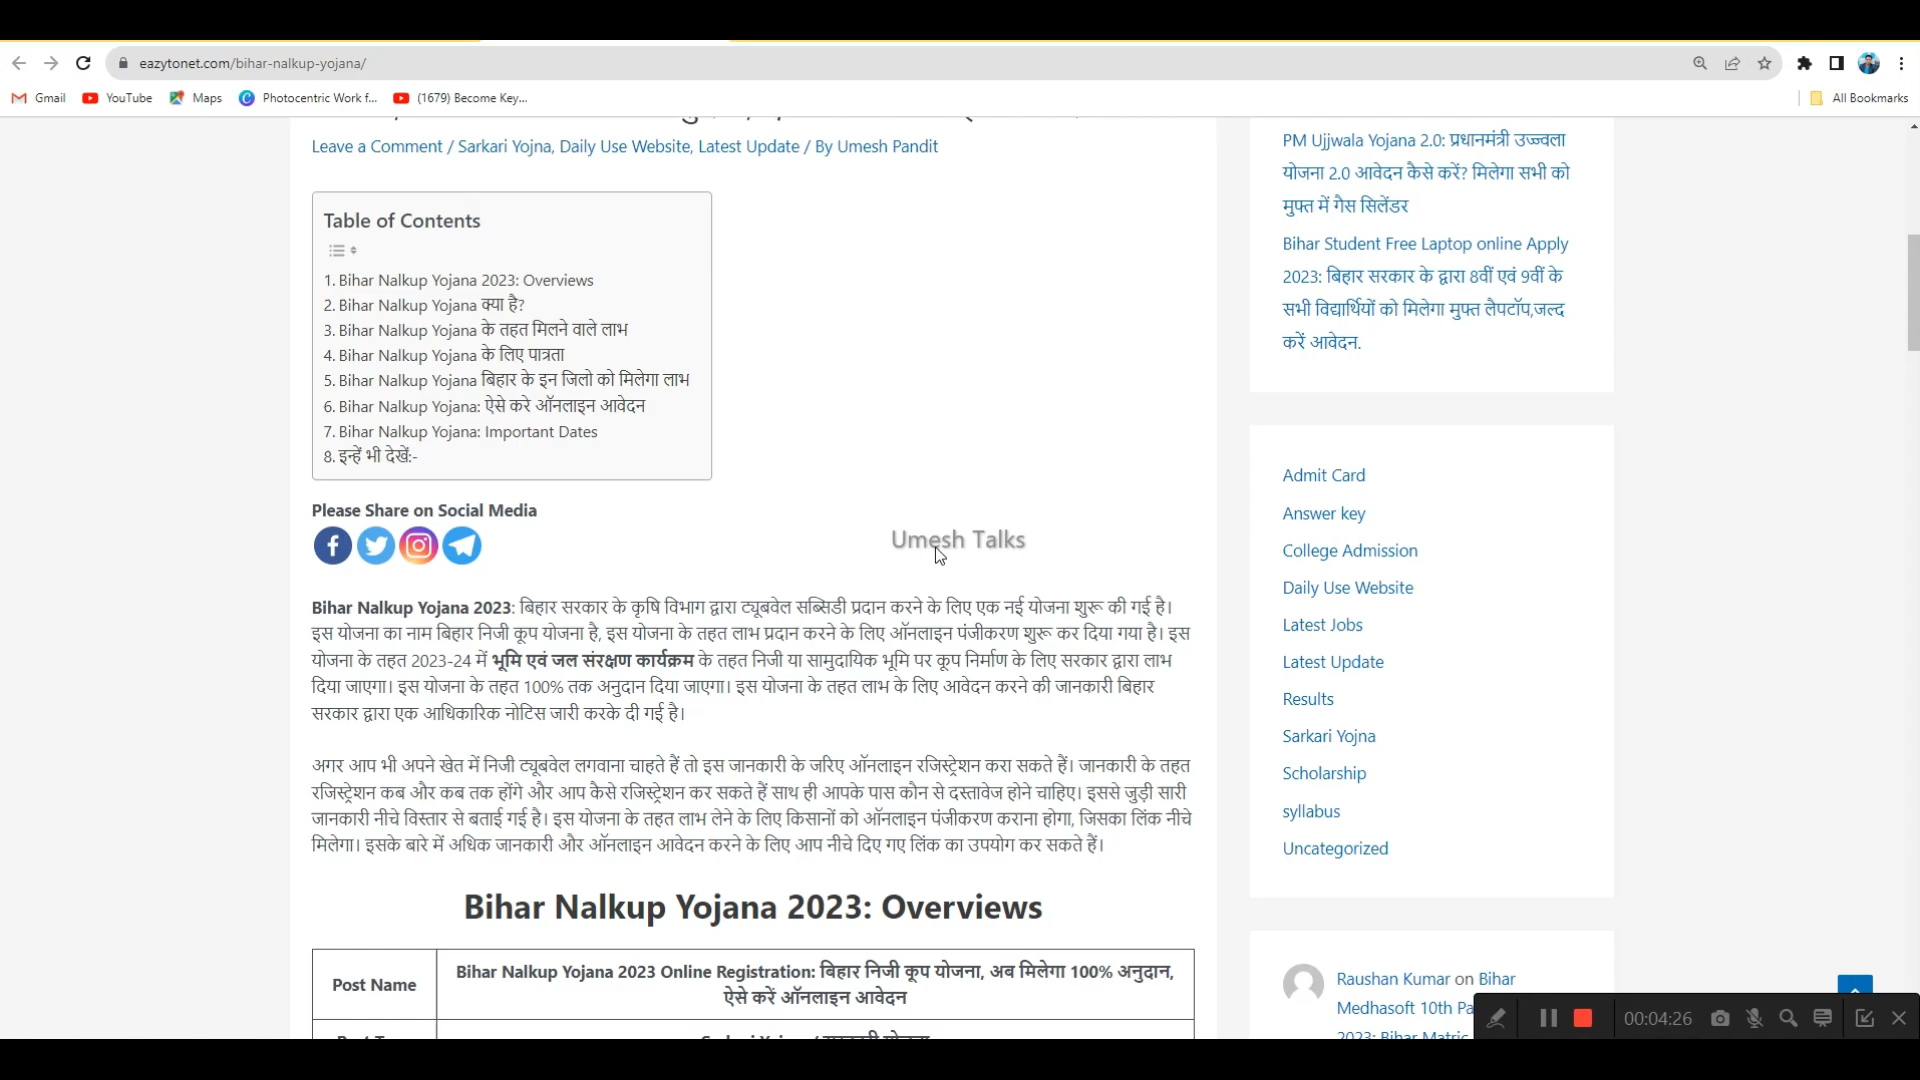 eazytonet.com/bihar-nalkup-yojana/
Gmail
YouTube
Maps
Photocentric Work f...
(1679) Become Key...
All Bookmarks
Leave a Comment / Sarkari Yojna, Daily Use Website, Latest Update / By Umesh Pandit
Table of Contents
1. Bihar Nalkup Yojana 2023: Overviews
2. Bihar Nalkup Yojana क्या है?
3. Bihar Nalkup Yojana के तहत मिलने वाले लाभ
4. Bihar Nalkup Yojana के लिए पात्रता
5. Bihar Nalkup Yojana बिहार के इन जिलो को मिलेगा लाभ
6. Bihar Nalkup Yojana: ऐसे करे ऑनलाइन आवेदन
7. Bihar Nalkup Yojana: Important Dates
8. इन्हें भी देखें:-
Please Share on Social Media
Umesh Talks
Bihar Nalkup Yojana 2023: बिहार सरकार के कृषि विभाग द्वारा ट्यूबवेल सब्सिडी प्रदान करने के लिए एक नई योजना शुरू की गई है।
इस योजना का नाम बिहार निजी कूप योजना है, इस योजना के तहत लाभ प्रदान करने के लिए ऑनलाइन पंजीकरण शुरू कर दिया गया है। इस
योजना के तहत 2023-24 में भूमि एवं जल संरक्षण कार्यक्रम के तहत निजी या सामुदायिक भूमि पर कूप निर्माण के लिए सरकार द्वारा लाभ
दिया जाएगा। इस योजना के तहत 100% तक अनुदान दिया जाएगा। इस योजना के तहत लाभ के लिए आवेदन करने की जानकारी बिहार
सरकार द्वारा एक आधिकारिक नोटिस जारी करके दी गई है।
अगर आप भी अपने खेत में निजी ट्यूबवेल लगवाना चाहते हैं तो इस जानकारी के जरिए ऑनलाइन रजिस्ट्रेशन करा सकते हैं। जानकारी के तहत
रजिस्ट्रेशन कब और कब तक होंगे और आप कैसे रजिस्ट्रेशन कर सकते हैं साथ ही आपके पास कौन से दस्तावेज होने चाहिए। इससे जुड़ी सारी
जानकारी नीचे विस्तार से बताई गई है। इस योजना के तहत लाभ लेने के लिए किसानों को ऑनलाइन पंजीकरण कराना होगा, जिसका लिंक नीचे
मिलेगा। इसके बारे में अधिक जानकारी और ऑनलाइन आवेदन करने के लिए आप नीचे दिए गए लिंक का उपयोग कर सकते हैं।
Bihar Nalkup Yojana 2023: Overviews
Post Name
Bihar Nalkup Yojana 2023 Online Registration: बिहार निजी कूप योजना, अब मिलेगा 100% अनुदान,
ऐसे करें ऑनलाइन आवेदन
PM Ujjwala Yojana 2.0: प्रधानमंत्री उज्ज्वला
योजना 2.0 आवेदन कैसे करें? मिलेगा सभी को
मुफ्त में गैस सिलेंडर
Bihar Student Free Laptop online Apply
2023: बिहार सरकार के द्वारा 8वीं एवं 9वीं के
सभी विद्यार्थियों को मिलेगा मुफ्त लैपटॉप,जल्द
करें आवेदन.
Admit Card
Answer key
College Admission
Daily Use Website
Latest Jobs
Latest Update
Results
Sarkari Yojna
Scholarship
syllabus
Uncategorized
Raushan Kumar on Bihar
Medhasoft 10th Pa
2023: Bihar Matric
00:04:26